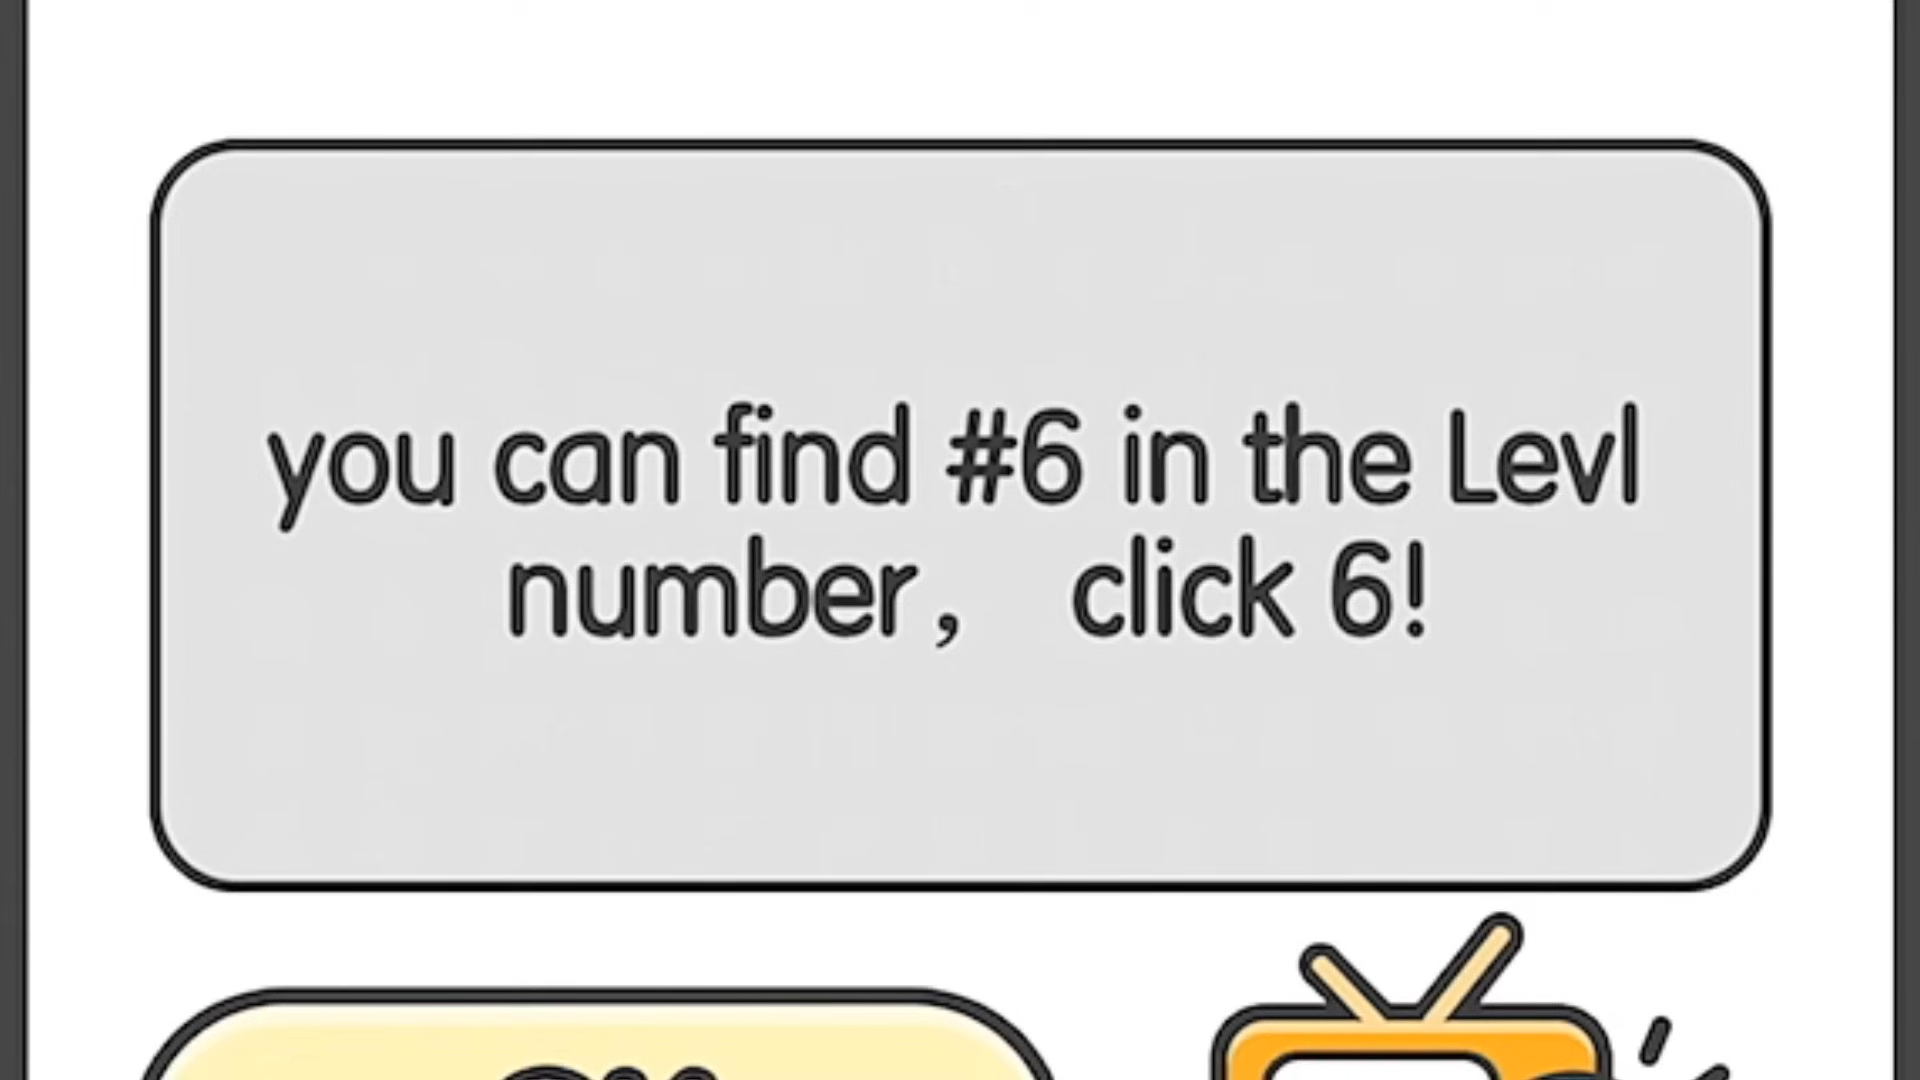 you can find #6 in the Levl
number， click 6!